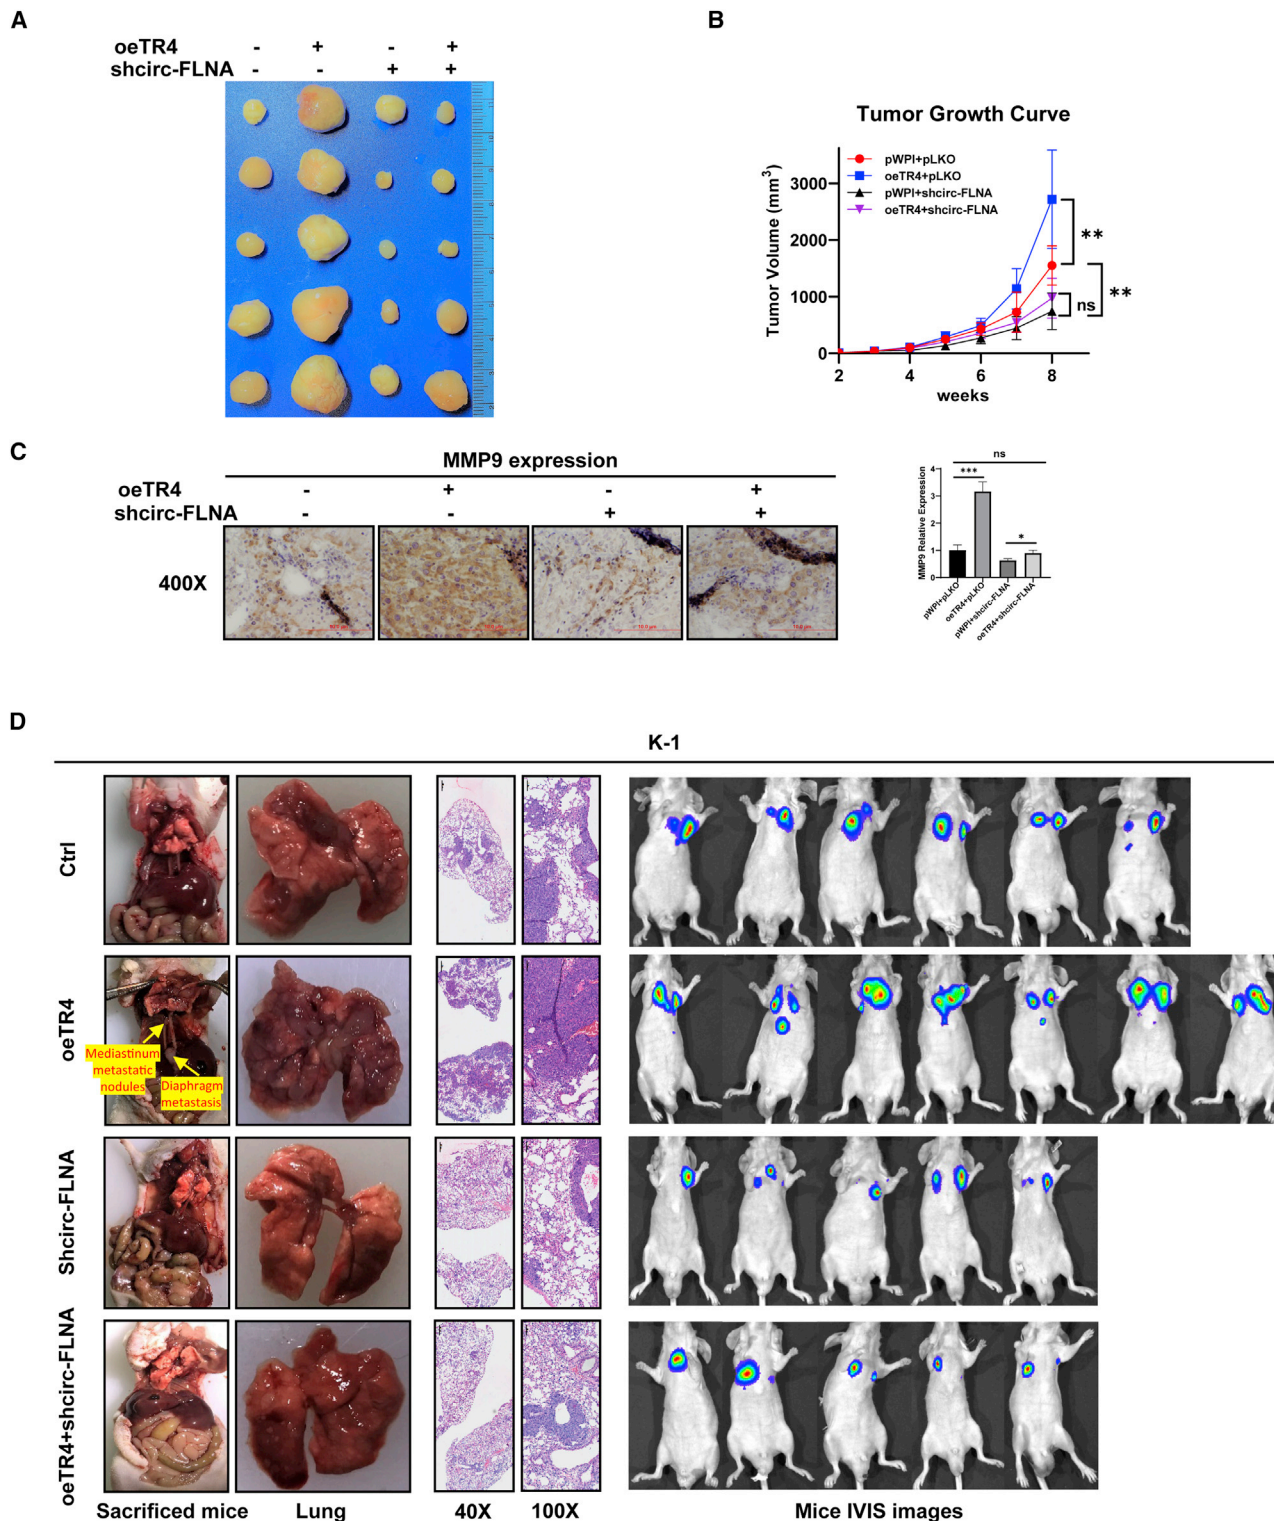 A
oeTR4 - + - +
shcirc-FLNA - - + +
B
Tumor Growth Curve
pWPI+pLKO
oeTR4+pLKO
pWPI+shcirc-FLNA
oeTR4+shcirc-FLNA
Tumor Volume (mm3)
3000
2000
1000
0
2 4 6 8
weeks
**
**
ns
C
MMP9 expression
oeTR4 - + - +
shcirc-FLNA - - + +
400X
ns
***
*
MMP9 Relative Expression
4
3
2
1
0
pWPI+pLKO
oeTR4+pLKO
pWPI+shcirc-FLNA
oeTR4+shcirc-FLNA
D
K-1
Ctrl
oeTR4
Mediastinum
metastatic
nodules
Diaphragm
metastasis
Shcirc-FLNA
oeTR4+shcirc-FLNA
Sacrificed mice Lung 40X 100X Mice IVIS images